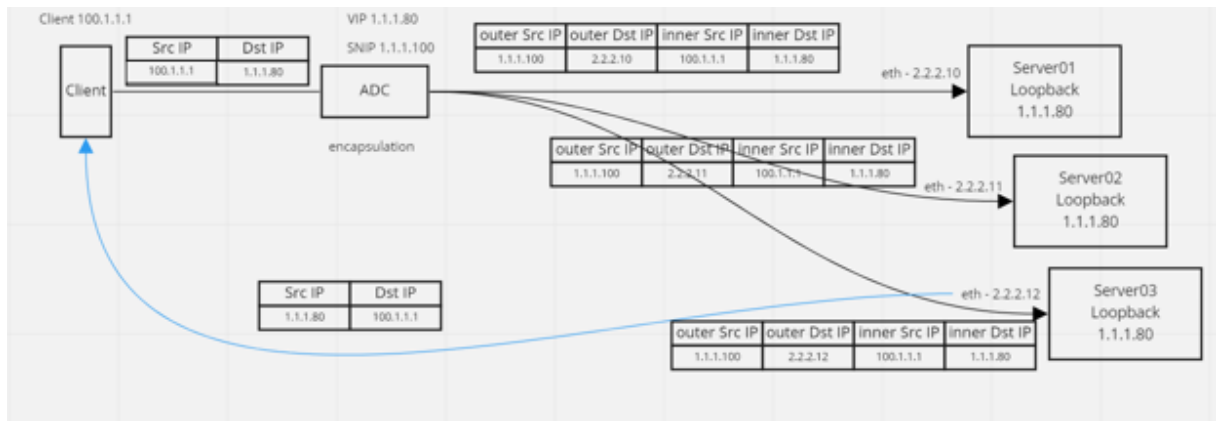 Client 100.1.1.1
VIP 1.1.1.80
SNIP 1.1.1.100
Src IP Dst IP
100.1.1.1 1.1.1.80
Client
ADC
encapsulation
outer Src IP outer Dst IP inner Src IP inner Dst IP
1.1.1.100 2.2.2.10 100.1.1.1 1.1.1.80
eth - 2.2.2.10
Server01
Loopback
1.1.1.80
outer Src IP outer Dst IP inner Src IP inner Dst IP
1.1.1.100 2.2.2.11 100.1.1.1 1.1.1.80
eth - 2.2.2.11
Server02
Loopback
1.1.1.80
Src IP Dst IP
1.1.1.80 100.1.1.1
eth - 2.2.2.12
Server03
Loopback
1.1.1.80
outer Src IP outer Dst IP inner Src IP inner Dst IP
1.1.1.100 2.2.2.12 100.1.1.1 1.1.1.80